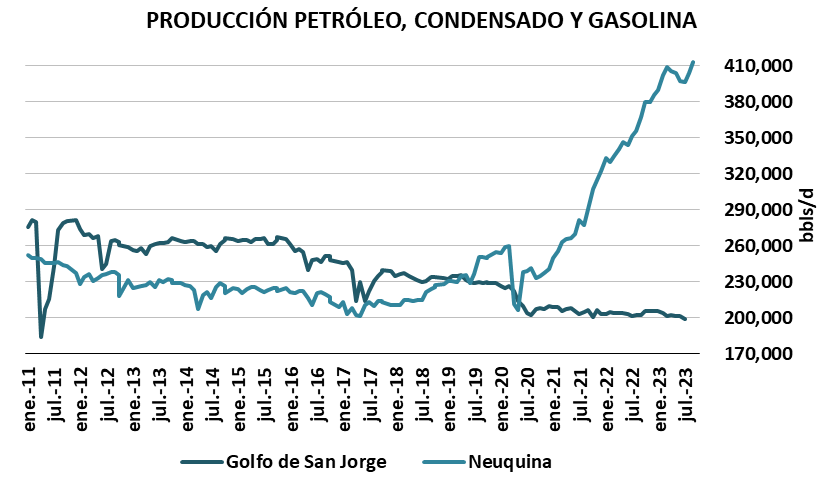 PRODUCCIÓN PETRÓLEO, CONDENSADO Y GASOLINA
410,000
380,000
350,000
320,000
290,000
260,000
230,000
200,000
170,000
bbls/d
ene.-11
jul.-11
ene.-12
jul.-12
ene.-13
jul.-13
ene.-14
jul.-14
ene.-15
jul.-15
ene.-16
jul.-16
ene.-17
jul.-17
ene.-18
jul.-18
ene.-19
jul.-19
ene.-20
jul.-20
ene.-21
jul.-21
ene.-22
jul.-22
ene.-23
jul.-23
Golfo de San Jorge
Neuquina